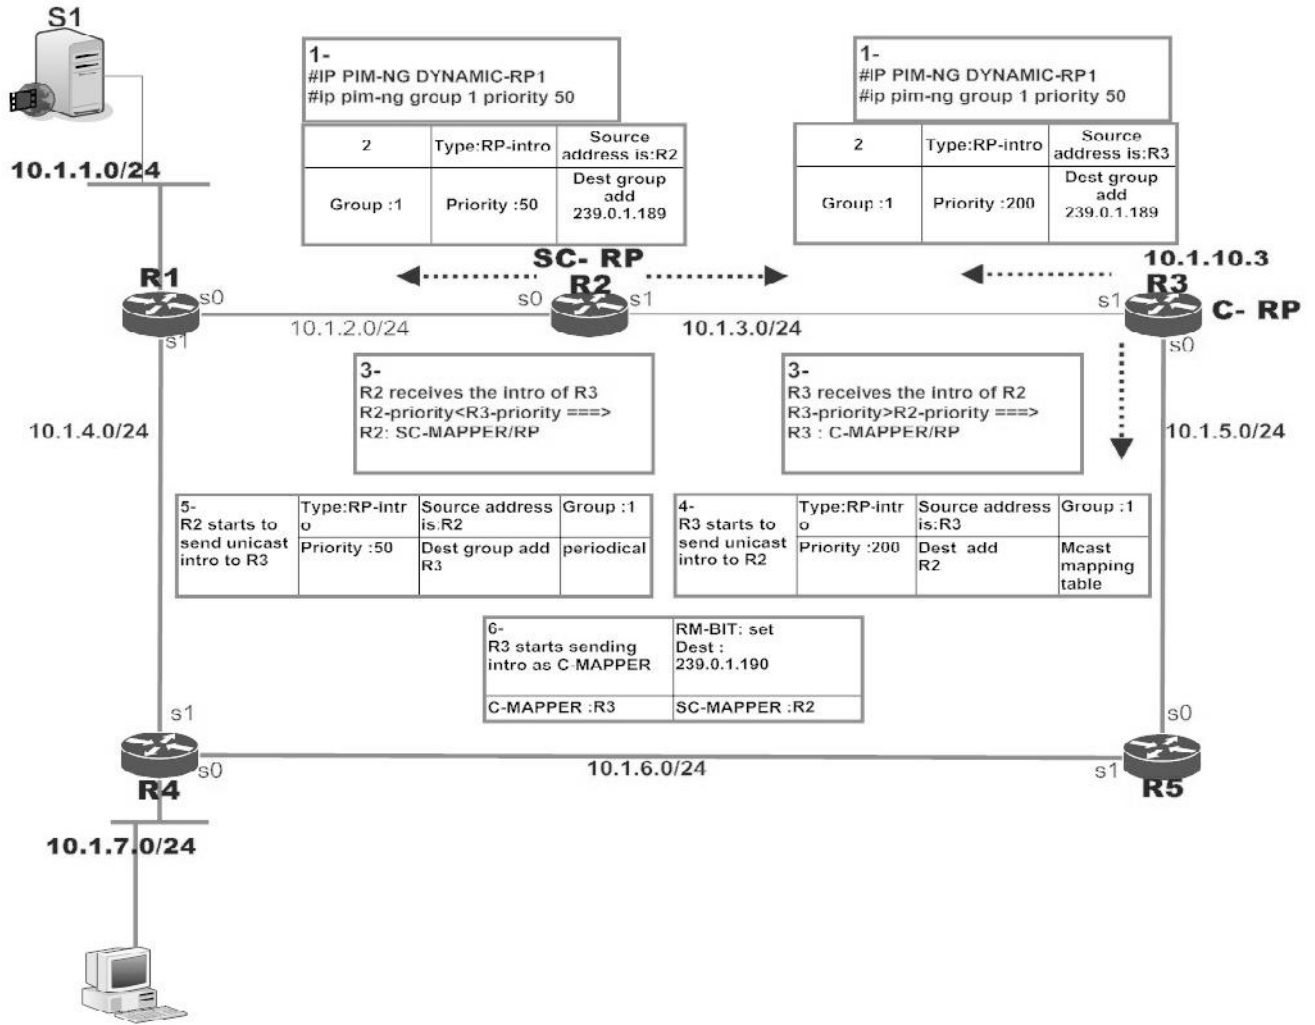 S1
1-
#IP PIM-NG DYNAMIC-RP1
#ip pim-ng group 1 priority 50
1-
#IP PIM-NG DYNAMIC-RP1
#ip pim-ng group 1 priority 50
2
Type:RP-intro
Source
address is:R2
Group :1
Priority :50
Dest group
add
239.0.1.189
2
Type:RP-intro
Source
address is:R3
Group :1
Priority :200
Dest group
add
239.0.1.189
10.1.1.0/24
SC- RP
R2
10.1.10.3
R3
C- RP
R1
s0
s0
s1
s1
s1
s0
10.1.2.0/24
10.1.3.0/24
3-
R2 receives the intro of R3
R2-priority<R3-priority ===>
R2: SC-MAPPER/RP
3-
R3 receives the intro of R2
R3-priority>R2-priority ===>
R3 : C-MAPPER/RP
10.1.4.0/24
10.1.5.0/24
5-
R2 starts to
send unicast
intro to R3
Type:RP-intr
o
Source address
is:R2
Group :1
Priority :50
Dest group add
R3
periodical
4-
R3 starts to
send unicast
intro to R2
Type:RP-intr
o
Source address
is:R3
Group :1
Priority :200
Dest add
R2
Mcast
mapping
table
6-
R3 starts sending
intro as C-MAPPER
RM-BIT: set
Dest :
239.0.1.190
C-MAPPER :R3
SC-MAPPER :R2
s1
s0
s0
s1
10.1.6.0/24
R4
R5
10.1.7.0/24